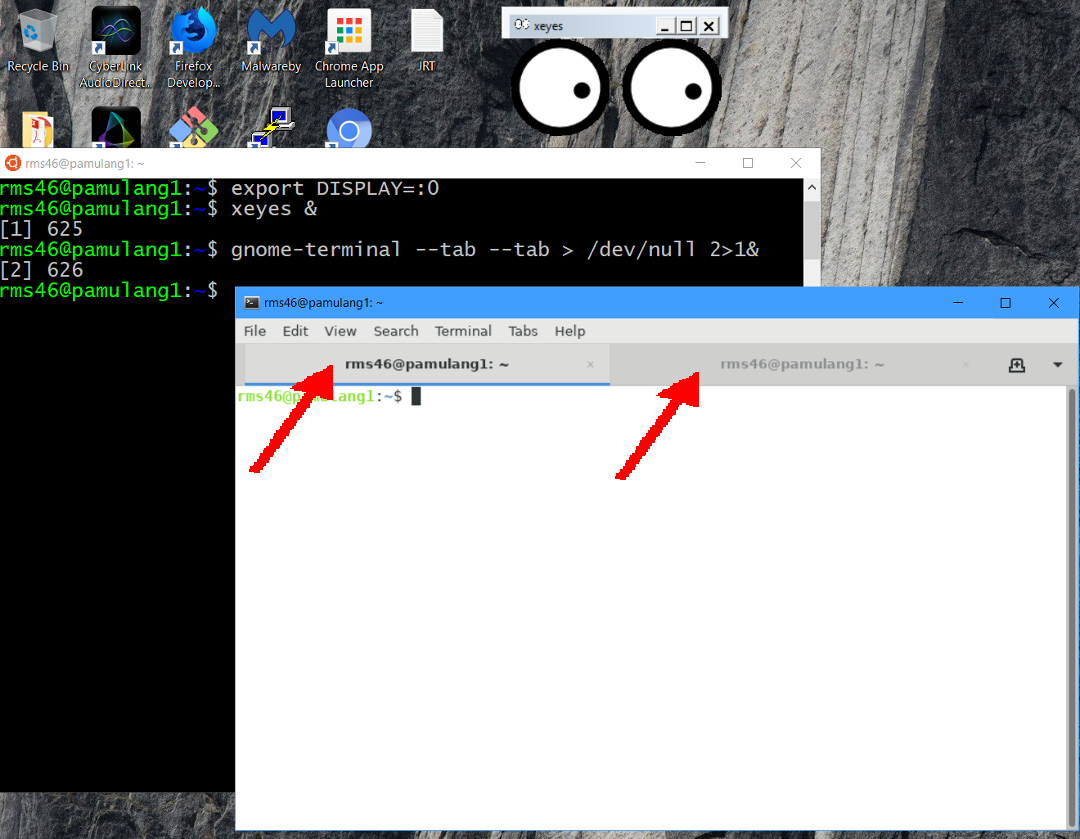 xeyes
Recycle Bin
CyberLink
AudioDirect...
Firefox
Develop...
Malwareby
Chrome App
Launcher
JRT
rms46@pamulang1: ~
rms46@pamulang1:~$ export DISPLAY=:0
rms46@pamulang1:~$ xeyes &
[1] 625
rms46@pamulang1:~$ gnome-terminal --tab --tab > /dev/null 2>1&
[2] 626
rms46@pamulang1:~$
rms46@pamulang1: ~
File Edit View Search Terminal Tabs Help
rms46@pamulang1: ~ rms46@pamulang1: ~
rms46@pamulang1:~$